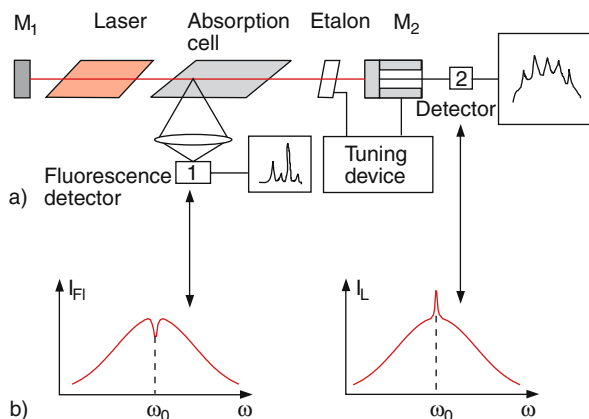 M1
Laser
Absorption
cell
Etalon
M2
2
Detector
Fluorescence
detector
1
Tuning
device
a)
IFl
IL
b)
ω0
ω
ω0
ω